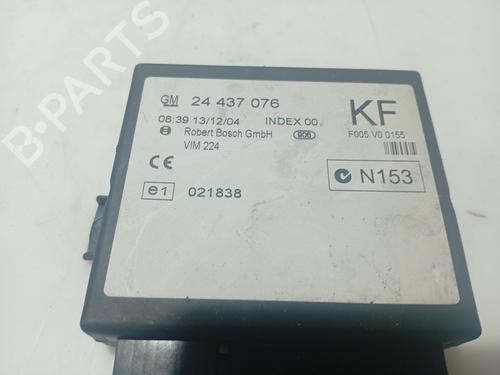 GM 24 437 076
KF
08:39 13/12/04 INDEX 00
Robert Bosch GmbH 906
F005 V0 0155
VIM 224
CE
N153
e1 021838
B-PARTS